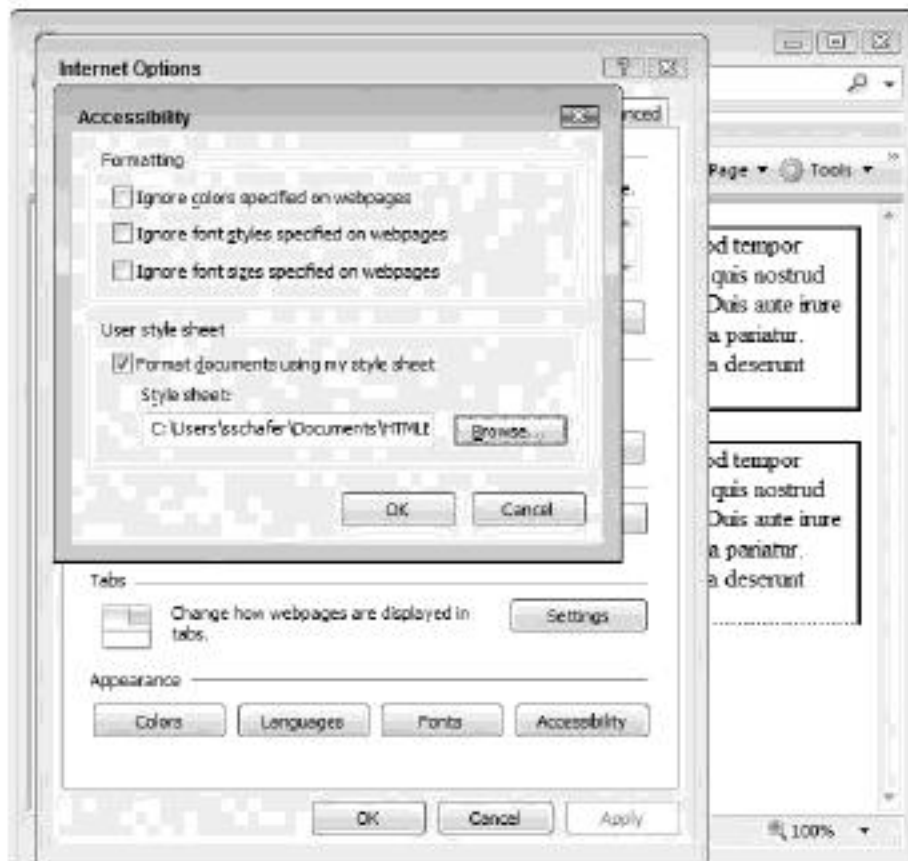 Internet Options
Accessibility
anced
Formatting
Ignore colors specified on webpages
Ignore font styles specified on webpages
Ignore font sizes specified on webpages
User style sheet
Format documents using my style sheet
Style sheet:
C:\Users\sschafer\Documents\HTMLE
Browse...
OK Cancel
e.
Page Tools
od tempor
quis nostrud
Duis aute irure
a pariatur.
a deserunt
od tempor
quis nostrud
Duis aute irure
a pariatur.
a deserunt
Tabs
Change how webpages are displayed in
tabs.
Settings
Appearance
Colors Languages Fonts Accessibility
OK Cancel Apply
100%